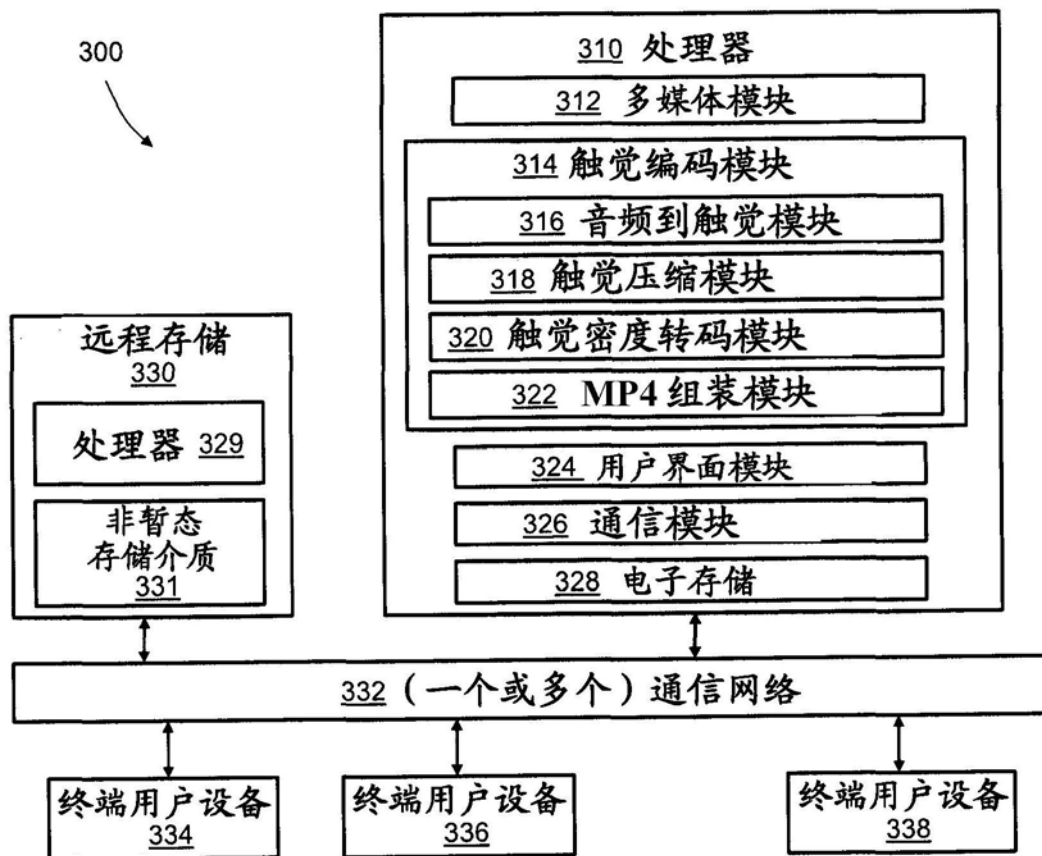 300
310 处理器
312 多媒体模块
314 触觉编码模块
316 音频到触觉模块
318 触觉压缩模块
320 触觉密度转码模块
322 MP4 组装模块
324 用户界面模块
326 通信模块
328 电子存储
远程存储
330
处理器 329
非暂态
存储介质
331
332 (一个或多个) 通信网络
终端用户设备
334
终端用户设备
336
终端用户设备
338